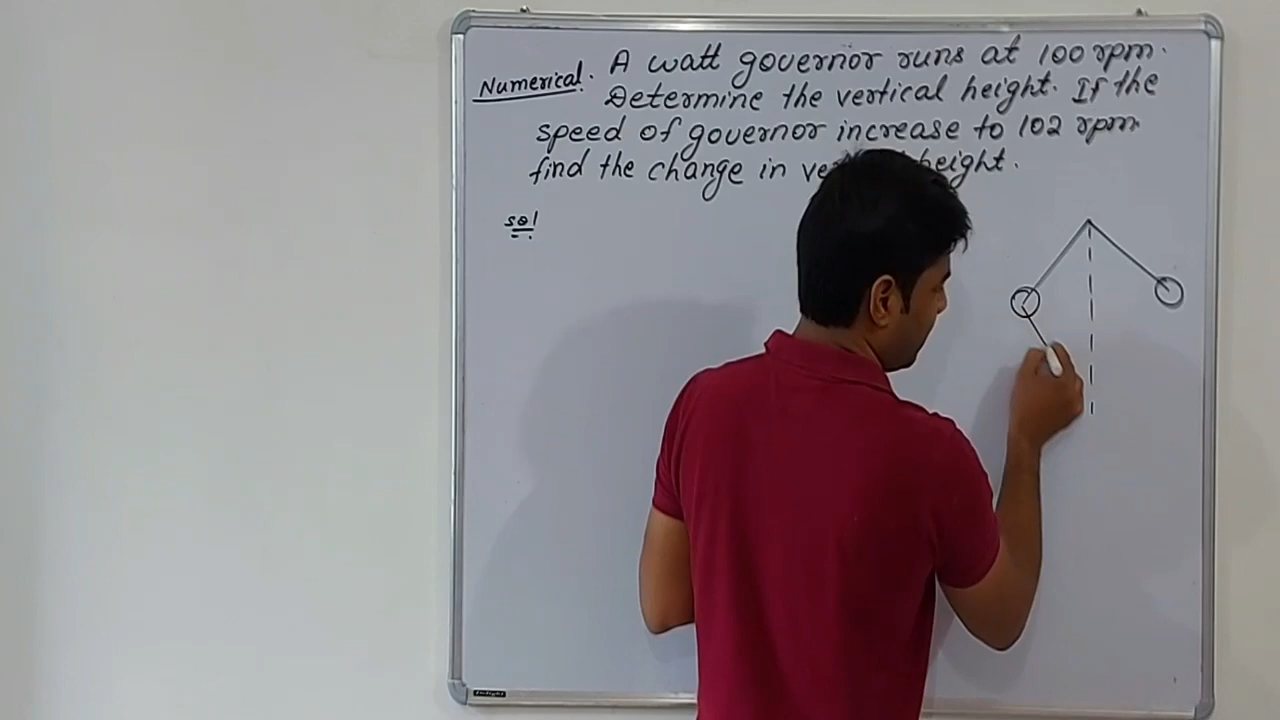 Numerical. A watt governor runs at 100 rpm.
Determine the vertical height. If the
speed of governor increase to 102 rpm
find the change in height.
sol